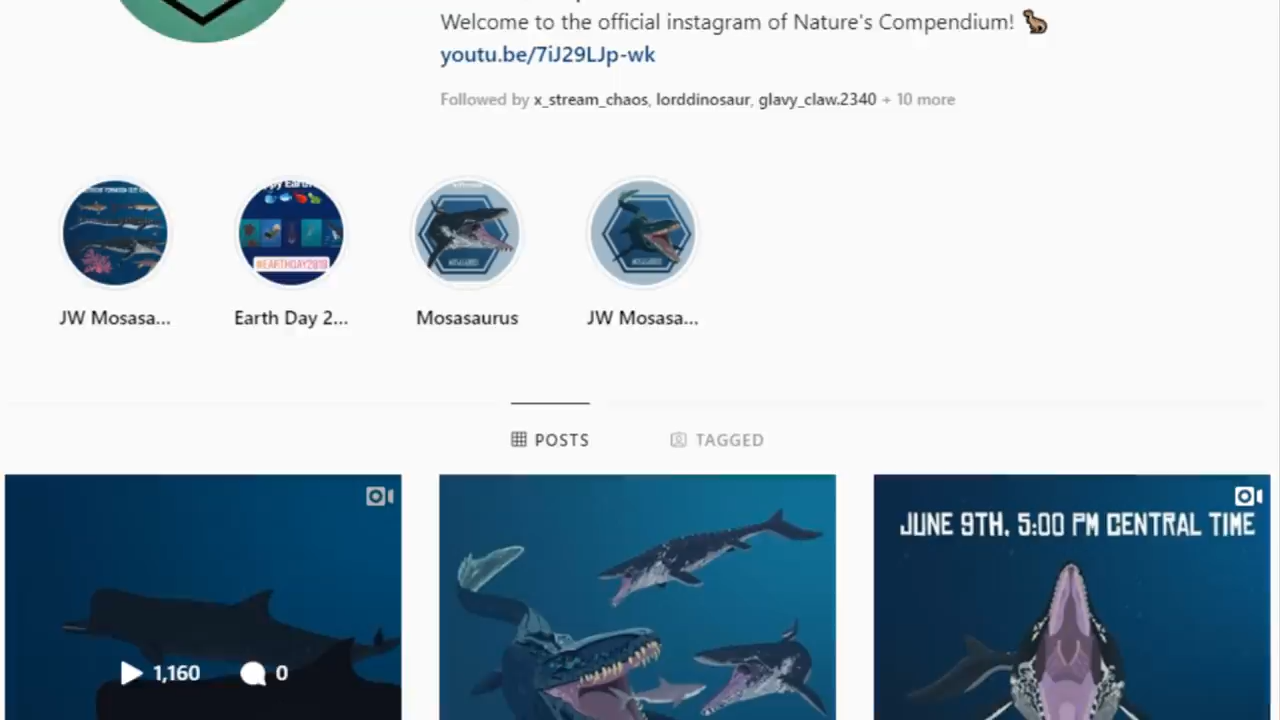 Welcome to the official instagram of Nature's Compendium! 🦕
youtu.be/7iJ29LJp-wk
Followed by x_stream_chaos, lorddinosaur, glavy_claw.2340 + 10 more
#EARTHDAY2019
JW Mosasa...
Earth Day 2...
Mosasaurus
JW Mosasa...
POSTS
TAGGED
JUNE 9TH, 5:00 PM CENTRAL TIME
1,160
0